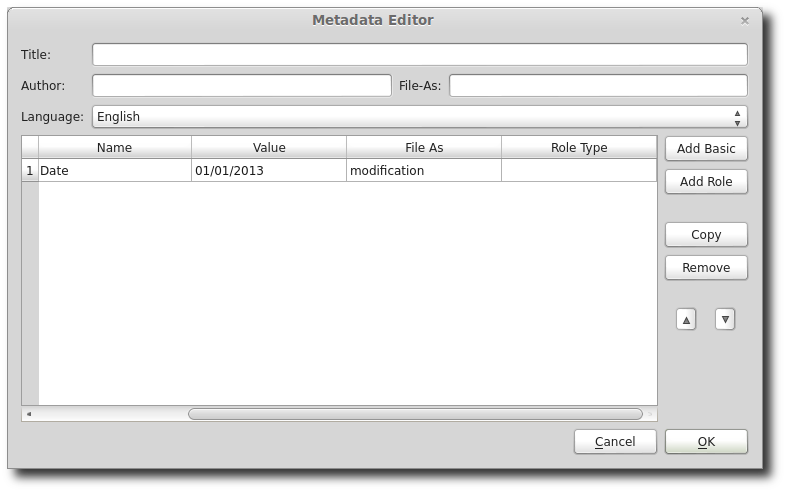 Metadata Editor
Title:
Author: File-As:
Language: English
Name Value File As Role Type
1 Date 01/01/2013 modification
Add Basic
Add Role
Copy
Remove
Cancel OK